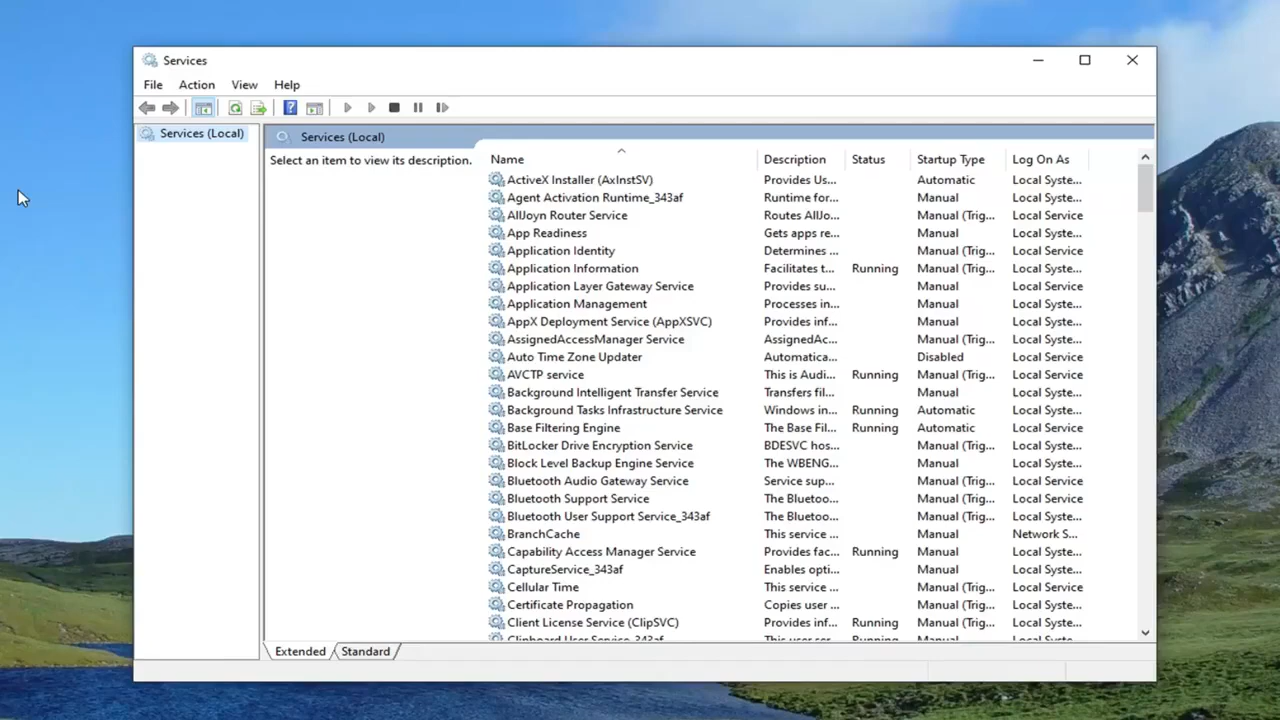 Services
File Action View Help
Services (Local)
Services (Local)
Select an item to view its description.
Name Description Status Startup Type Log On As
ActiveX Installer (AxInstSV) Provides Us... Automatic Local Syste...
Agent Activation Runtime_343af Runtime for... Manual Local Syste...
AllJoyn Router Service Routes AllJo... Manual (Trig... Local Service
App Readiness Gets apps re... Manual Local Syste...
Application Identity Determines ... Manual (Trig... Local Service
Application Information Facilitates t... Running Manual (Trig... Local Syste...
Application Layer Gateway Service Provides su... Manual Local Service
Application Management Processes in... Manual Local Syste...
AppX Deployment Service (AppXSVC) Provides inf... Manual Local Syste...
AssignedAccessManager Service AssignedAc... Manual (Trig... Local Syste...
Auto Time Zone Updater Automatica... Disabled Local Service
AVCTP service This is Audi... Running Manual (Trig... Local Service
Background Intelligent Transfer Service Transfers fil... Manual Local Syste...
Background Tasks Infrastructure Service Windows in... Running Automatic Local Syste...
Base Filtering Engine The Base Fil... Running Automatic Local Service
BitLocker Drive Encryption Service BDESVC hos... Manual (Trig... Local Syste...
Block Level Backup Engine Service The WBENG... Manual Local Syste...
Bluetooth Audio Gateway Service Service sup... Manual (Trig... Local Service
Bluetooth Support Service The Bluetoo... Manual (Trig... Local Service
Bluetooth User Support Service_343af The Bluetoo... Manual (Trig... Local Syste...
BranchCache This service ... Manual Network S...
Capability Access Manager Service Provides fac... Running Manual Local Syste...
CaptureService_343af Enables opti... Manual Local Syste...
Cellular Time This service ... Manual (Trig... Local Service
Certificate Propagation Copies user ... Manual (Trig... Local Syste...
Client License Service (ClipSVC) Provides inf... Running Manual (Trig... Local Syste...
Clipboard User Service_343af This user ser... Running Manual Local Syste...
Extended Standard